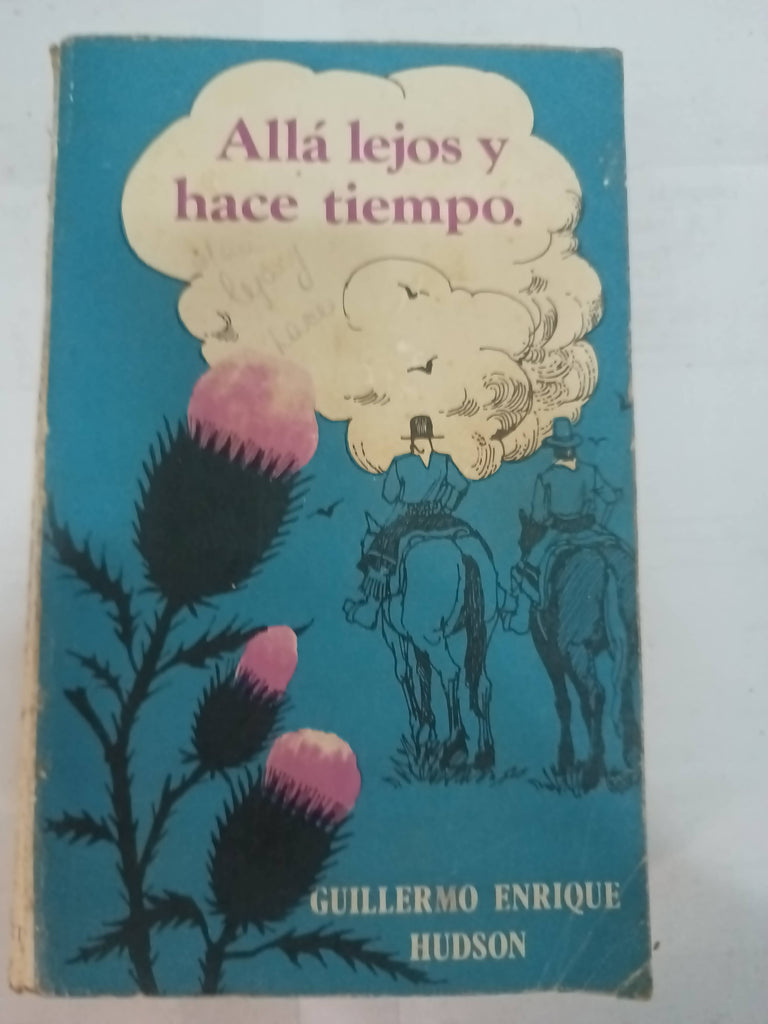 Allá lejos y
hace tiempo.
GUILLERMO ENRIQUE
HUDSON